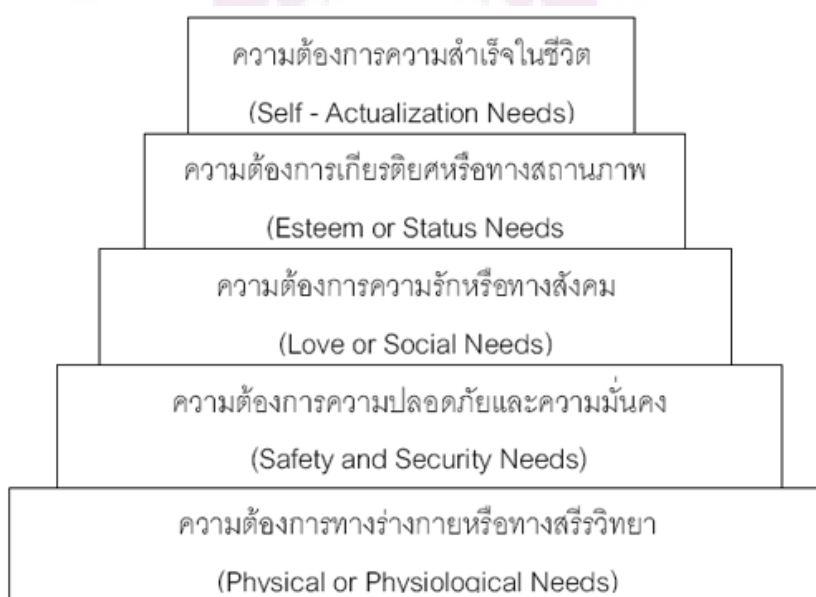 ความต้องการความสำเร็จในชีวิต
(Self - Actualization Needs)
ความต้องการเกียรติยศหรือทางสถานภาพ
(Esteem or Status Needs
ความต้องการความรักหรือทางสังคม
(Love or Social Needs)
ความต้องการความปลอดภัยและความมั่นคง
(Safety and Security Needs)
ความต้องการทางร่างกายหรือทางสรีรวิทยา
(Physical or Physiological Needs)